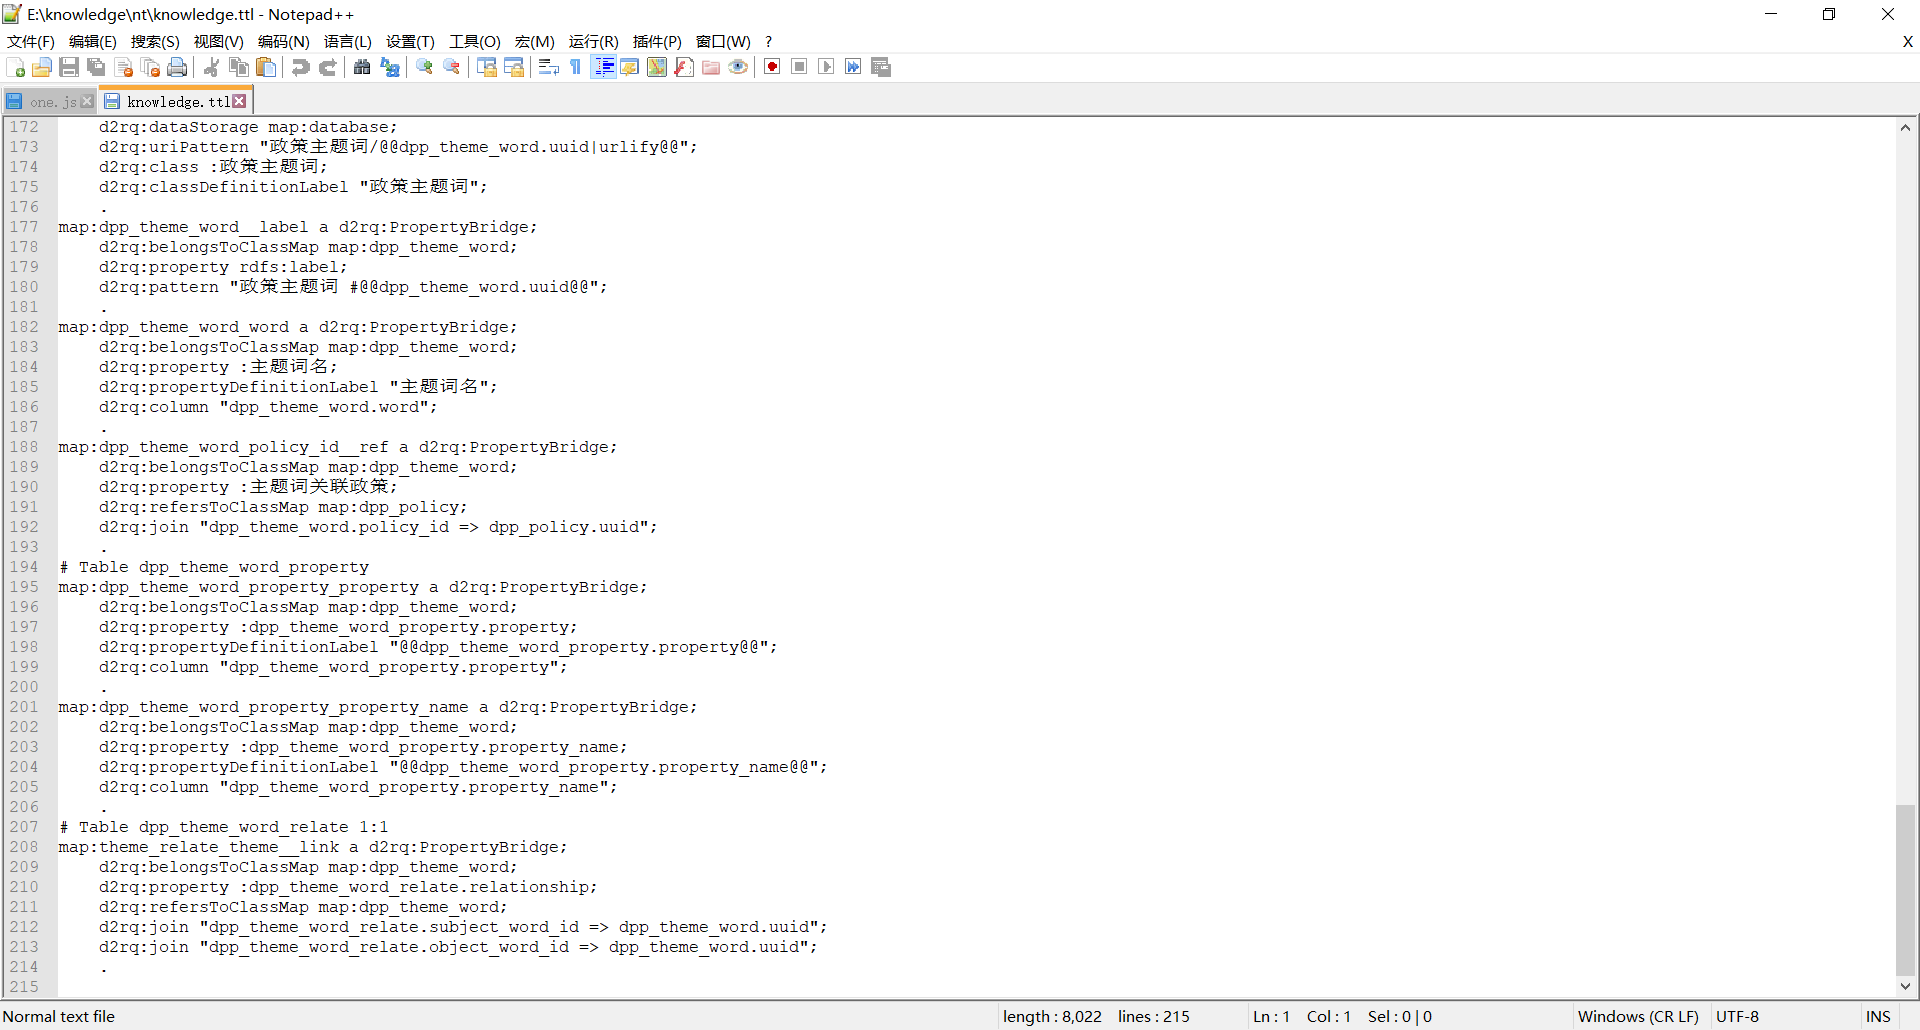 E:\knowledge\nt\knowledge.ttl - Notepad++
文件(F) 编辑(E) 搜索(S) 视图(V) 编码(N) 语言(L) 设置(T) 工具(O) 宏(M) 运行(R) 插件(P) 窗口(W) ? X
one.js knowledge.ttl
172 d2rq:dataStorage map:database;
173 d2rq:uriPattern "政策主题词/@@dpp_theme_word.uuid|urlify@@";
174 d2rq:class :政策主题词;
175 d2rq:classDefinitionLabel "政策主题词";
176 .
177 map:dpp_theme_word__label a d2rq:PropertyBridge;
178 d2rq:belongsToClassMap map:dpp_theme_word;
179 d2rq:property rdfs:label;
180 d2rq:pattern "政策主题词 #@@dpp_theme_word.uuid@@";
181 .
182 map:dpp_theme_word_word a d2rq:PropertyBridge;
183 d2rq:belongsToClassMap map:dpp_theme_word;
184 d2rq:property :主题词名;
185 d2rq:propertyDefinitionLabel "主题词名";
186 d2rq:column "dpp_theme_word.word";
187 .
188 map:dpp_theme_word_policy_id__ref a d2rq:PropertyBridge;
189 d2rq:belongsToClassMap map:dpp_theme_word;
190 d2rq:property :主题词关联政策;
191 d2rq:refersToClassMap map:dpp_policy;
192 d2rq:join "dpp_theme_word.policy_id => dpp_policy.uuid";
193 .
194 # Table dpp_theme_word_property
195 map:dpp_theme_word_property_property a d2rq:PropertyBridge;
196 d2rq:belongsToClassMap map:dpp_theme_word;
197 d2rq:property :dpp_theme_word_property.property;
198 d2rq:propertyDefinitionLabel "@@dpp_theme_word_property.property@@";
199 d2rq:column "dpp_theme_word_property.property";
200 .
201 map:dpp_theme_word_property_property_name a d2rq:PropertyBridge;
202 d2rq:belongsToClassMap map:dpp_theme_word;
203 d2rq:property :dpp_theme_word_property.property_name;
204 d2rq:propertyDefinitionLabel "@@dpp_theme_word_property.property_name@@";
205 d2rq:column "dpp_theme_word_property.property_name";
206 .
207 # Table dpp_theme_word_relate 1:1
208 map:theme_relate_theme__link a d2rq:PropertyBridge;
209 d2rq:belongsToClassMap map:dpp_theme_word;
210 d2rq:property :dpp_theme_word_relate.relationship;
211 d2rq:refersToClassMap map:dpp_theme_word;
212 d2rq:join "dpp_theme_word_relate.subject_word_id => dpp_theme_word.uuid";
213 d2rq:join "dpp_theme_word_relate.object_word_id => dpp_theme_word.uuid";
214 .
215
Normal text file length : 8,022 lines : 215 Ln : 1 Col : 1 Sel : 0 | 0 Windows (CR LF) UTF-8 INS